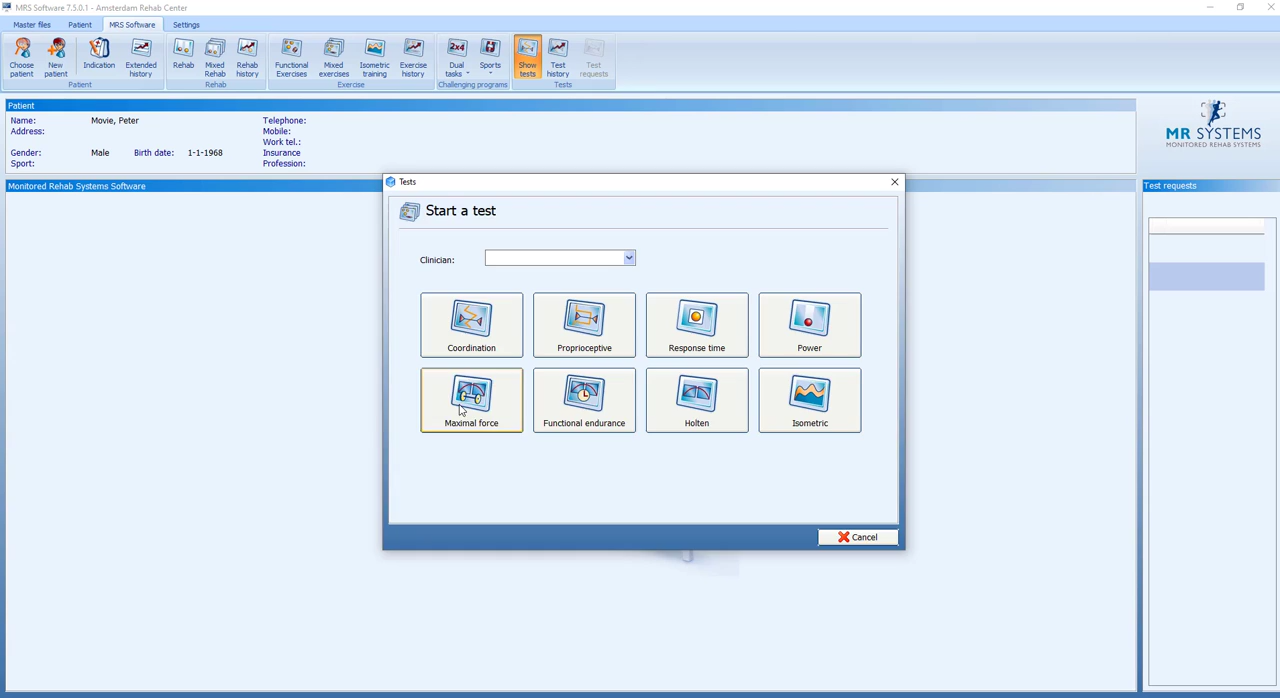 MRS Software 7.5.0.1 - Amsterdam Rehab Center
Master files Patient MRS Software Settings
Choose patient
New patient
Indication
Extended history
Rehab
Mixed Rehab
Rehab history
Functional Exercises
Mixed exercises
Isometric training
Exercise history
Dual tasks
2x4
Sports
Show tests
Test history
Test requests
Patient Rehab Exercise Challenging programs Tests
Patient
Name: Movie, Peter Telephone:
Address: Mobile:
Work tel.:
Gender: Male Birth date: 1-1-1968 Insurance
Sport: Profession:
MR SYSTEMS
MONITORED REHAB SYSTEMS
Monitored Rehab Systems Software
Test requests
Tests
Start a test
Clinician:
Coordination Proprioceptive Response time Power
Maximal force Functional endurance Holten Isometric
Cancel